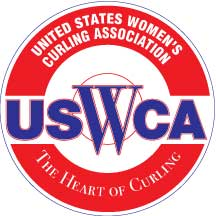 UNITED STATES WOMEN'S
CURLING ASSOCIATION
USWCA
THE HEART OF CURLING